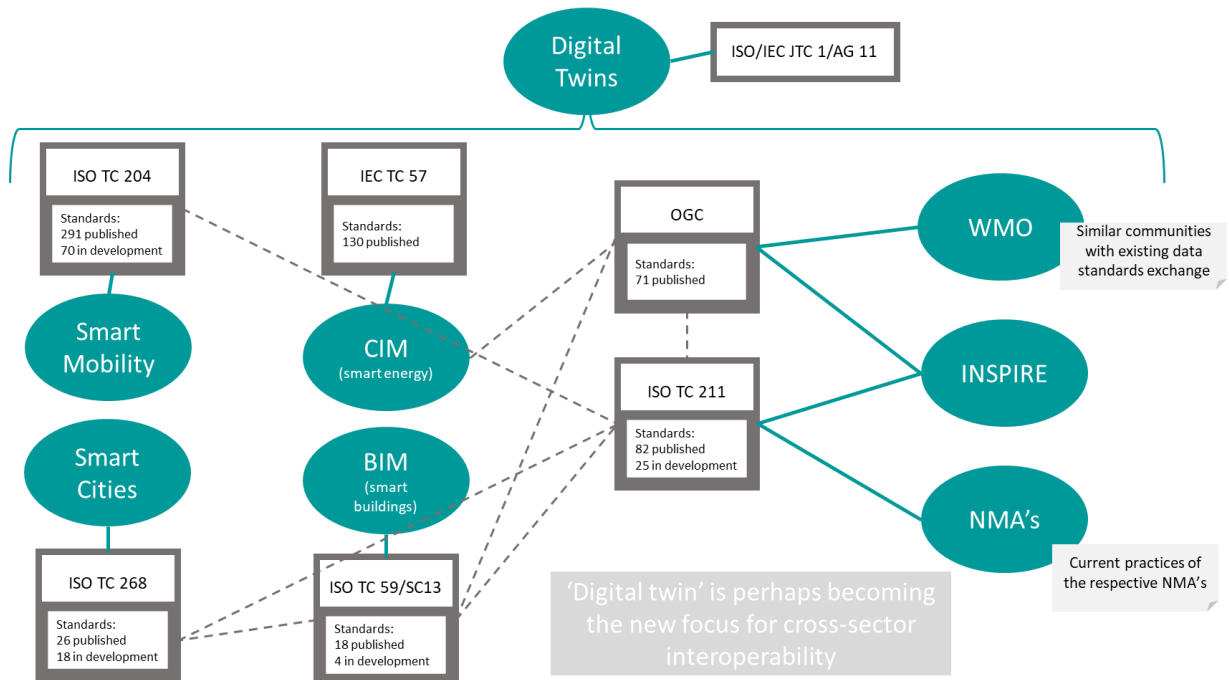 Digital
Twins
ISO/IEC JTC 1/AG 11
ISO TC 204
Standards:
291 published
70 in development
IEC TC 57
Standards:
130 published
OGC
Standards:
71 published
WMO
Similar communities
with existing data
standards exchange
Smart
Mobility
CIM
(smart energy)
ISO TC 211
Standards:
82 published
25 in development
INSPIRE
Smart
Cities
BIM
(smart
buildings)
NMA's
Current practices of
the respective NMA's
ISO TC 268
Standards:
26 published
18 in development
ISO TC 59/SC13
Standards:
18 published
4 in development
'Digital twin' is perhaps becoming
the new focus for cross-sector
interoperability